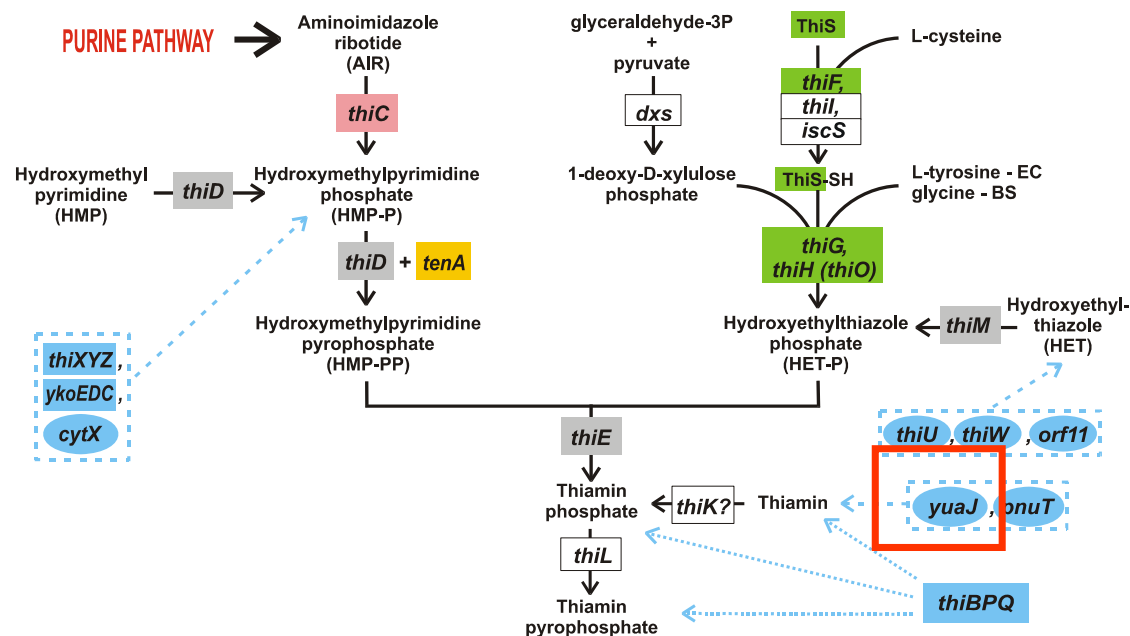 PURINE PATHWAY
Aminoimidazole
ribotide
(AIR)
glyceraldehyde-3P
+
pyruvate
ThiS
L-cysteine
thiC
dxs
thiF,
thiI,
iscS
Hydroxymethyl
pyrimidine
(HMP)
thiD
Hydroxymethylpyrimidine
phosphate
(HMP-P)
1-deoxy-D-xylulose
phosphate
ThiS-SH
L-tyrosine - EC
glycine - BS
thiD + tenA
thiG,
thiH (thiO)
Hydroxymethylpyrimidine
pyrophosphate
(HMP-PP)
Hydroxyethylthiazole
phosphate
(HET-P)
thiM
Hydroxyethyl-
thiazole
(HET)
thiXYZ,
ykoEDC,
cytX
thiE
thiU, thiW, orf11
Thiamin
phosphate
thiK?
Thiamin
yuaJ, pnuT
thiL
thiBPQ
Thiamin
pyrophosphate